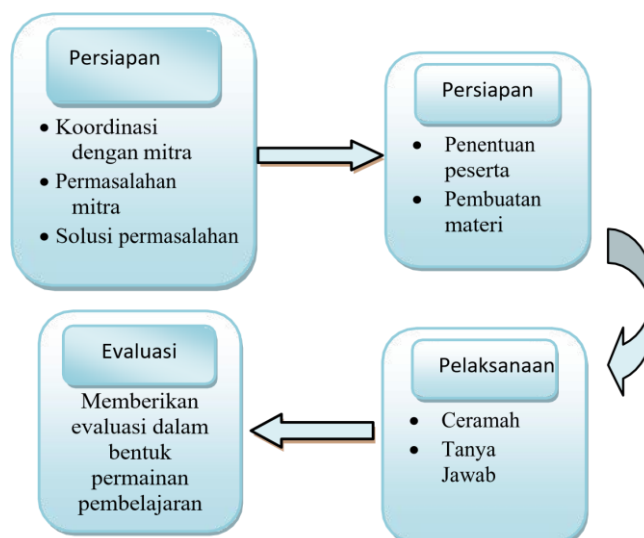 Persiapan
• Koordinasi
dengan mitra
• Permasalahan
mitra
• Solusi permasalahan
Persiapan
• Penentuan
peserta
• Pembuatan
materi
Pelaksanaan
• Ceramah
• Tanya
Jawab
Evaluasi
Memberikan
evaluasi dalam
bentuk
permainan
pembelajaran